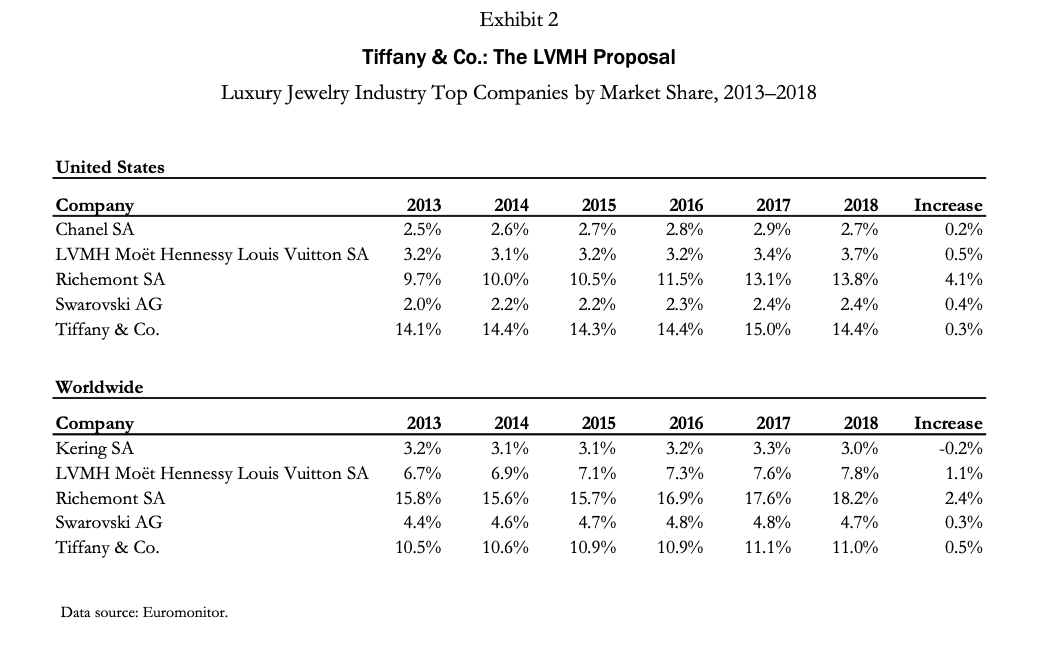 Exhibit 2
Tiffany & Co.: The LVMH Proposal
Luxury Jewelry Industry Top Companies by Market Share, 2013–2018
United States
Company 2013 2014 2015 2016 2017 2018 Increase
Chanel SA 2.5% 2.6% 2.7% 2.8% 2.9% 2.7% 0.2%
LVMH Moët Hennessy Louis Vuitton SA 3.2% 3.1% 3.2% 3.2% 3.4% 3.7% 0.5%
Richemont SA 9.7% 10.0% 10.5% 11.5% 13.1% 13.8% 4.1%
Swarovski AG 2.0% 2.2% 2.2% 2.3% 2.4% 2.4% 0.4%
Tiffany & Co. 14.1% 14.4% 14.3% 14.4% 15.0% 14.4% 0.3%
Worldwide
Company 2013 2014 2015 2016 2017 2018 Increase
Kering SA 3.2% 3.1% 3.1% 3.2% 3.3% 3.0% -0.2%
LVMH Moët Hennessy Louis Vuitton SA 6.7% 6.9% 7.1% 7.3% 7.6% 7.8% 1.1%
Richemont SA 15.8% 15.6% 15.7% 16.9% 17.6% 18.2% 2.4%
Swarovski AG 4.4% 4.6% 4.7% 4.8% 4.8% 4.7% 0.3%
Tiffany & Co. 10.5% 10.6% 10.9% 10.9% 11.1% 11.0% 0.5%
Data source: Euromonitor.